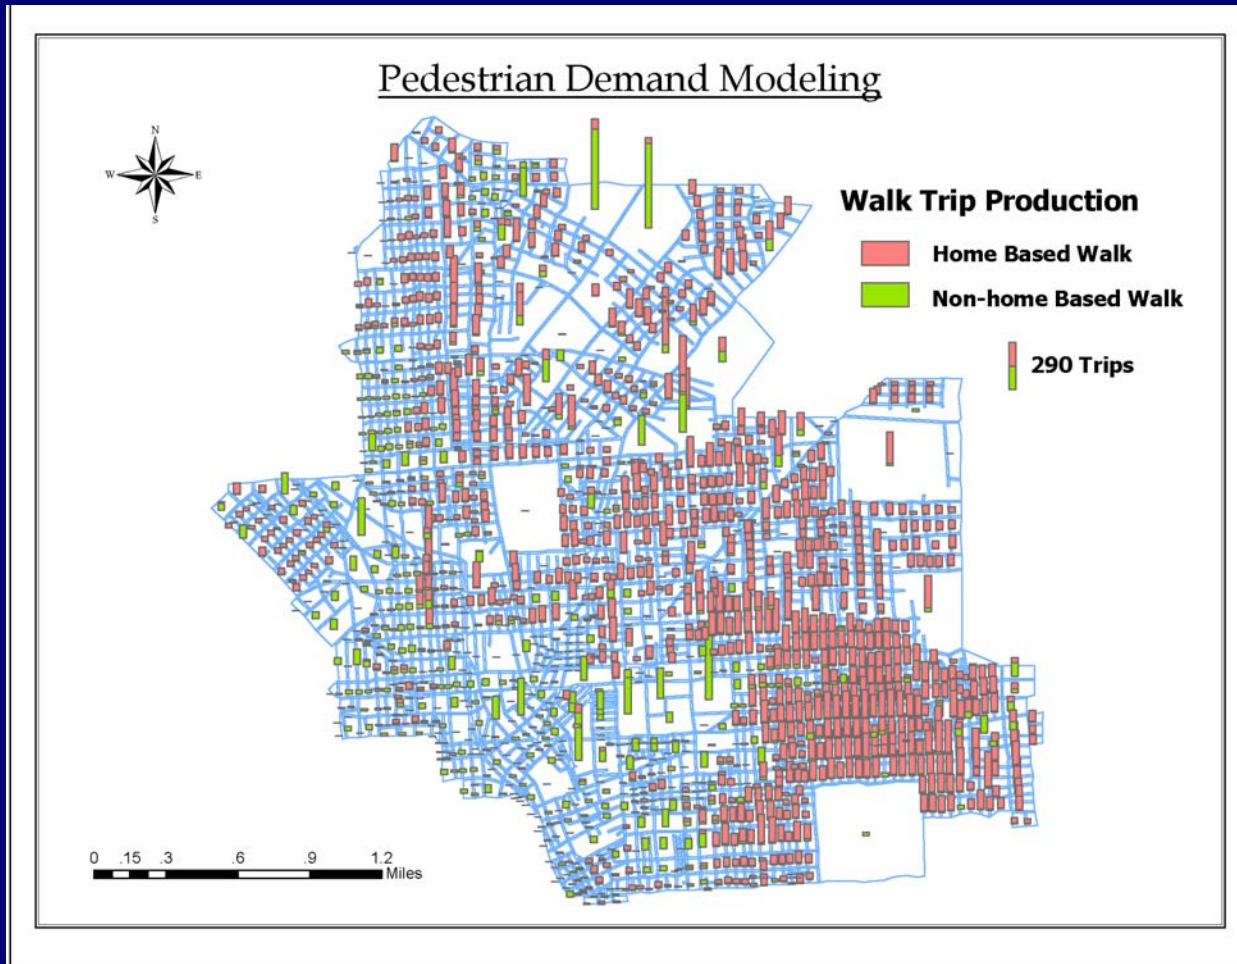 Pedestrian Demand Modeling
N
W E
S
Walk Trip Production
Home Based Walk
Non-home Based Walk
290 Trips
0 .15 .3 .6 .9 1.2
Miles